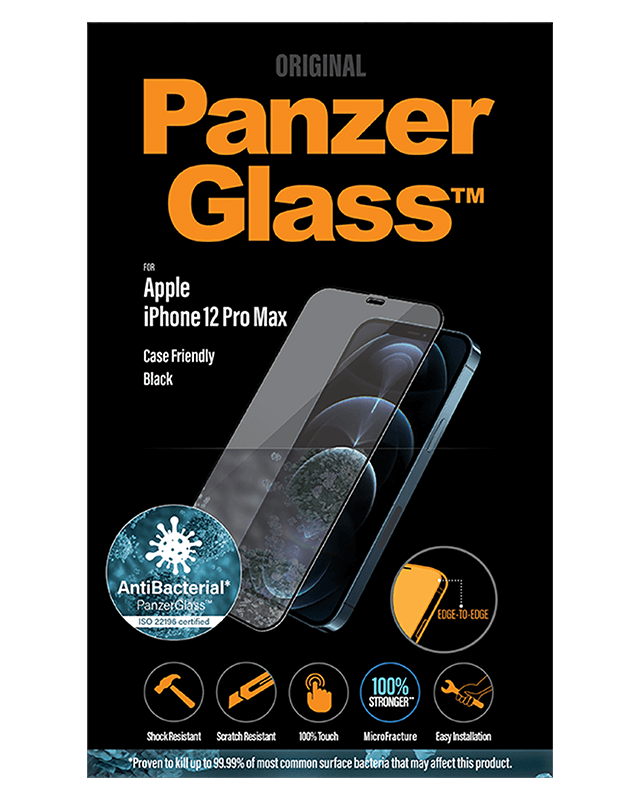 ORIGINAL
Panzer
Glass™
FOR
Apple
iPhone 12 Pro Max
Case Friendly
Black
AntiBacterial*
PanzerGlass™
ISO 22196 certified
EDGE-TO-EDGE
100%
STRONGER**
Shock Resistant
Scratch Resistant
100% Touch
MicroFracture
Easy Installation
*Proven to kill up to 99.99% of most common surface bacteria that may affect this product.